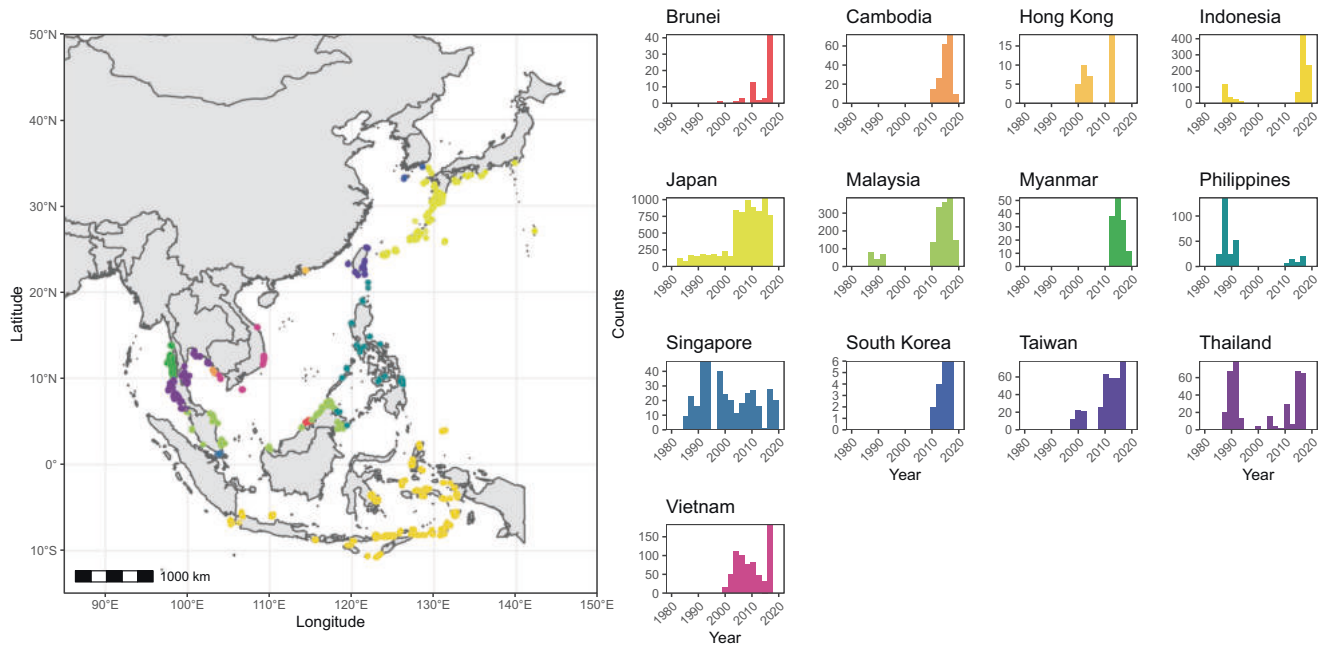 50°N
40°N
30°N
20°N
10°N
0°
10°S
Latitude
1000 km
90°E 100°E 110°E 120°E 130°E 140°E 150°E
Longitude
Brunei Cambodia Hong Kong Indonesia
40 30 20 10 0
60 40 20 0
15 10 5 0
400 300 200 100 0
1980 1990 2000 2010 2020 1980 1990 2000 2010 2020 1980 1990 2000 2010 2020 1980 1990 2000 2010 2020
Japan Malaysia Myanmar Philippines
1000 750 500 250 0
300 200 100 0
50 40 30 20 10 0
100 50 0
1980 1990 2000 2010 2020 1980 1990 2000 2010 2020 1980 1990 2000 2010 2020 1980 1990 2000 2010 2020
Counts
Singapore South Korea Taiwan Thailand
40 30 20 10 0
6 5 4 3 2 1 0
60 40 20 0
60 40 20 0
1980 1990 2000 2010 2020 1980 1990 2000 2010 2020 1980 1990 2000 2010 2020 1980 1990 2000 2010 2020
Year
Vietnam
150 100 50 0
1980 1990 2000 2010 2020
Year